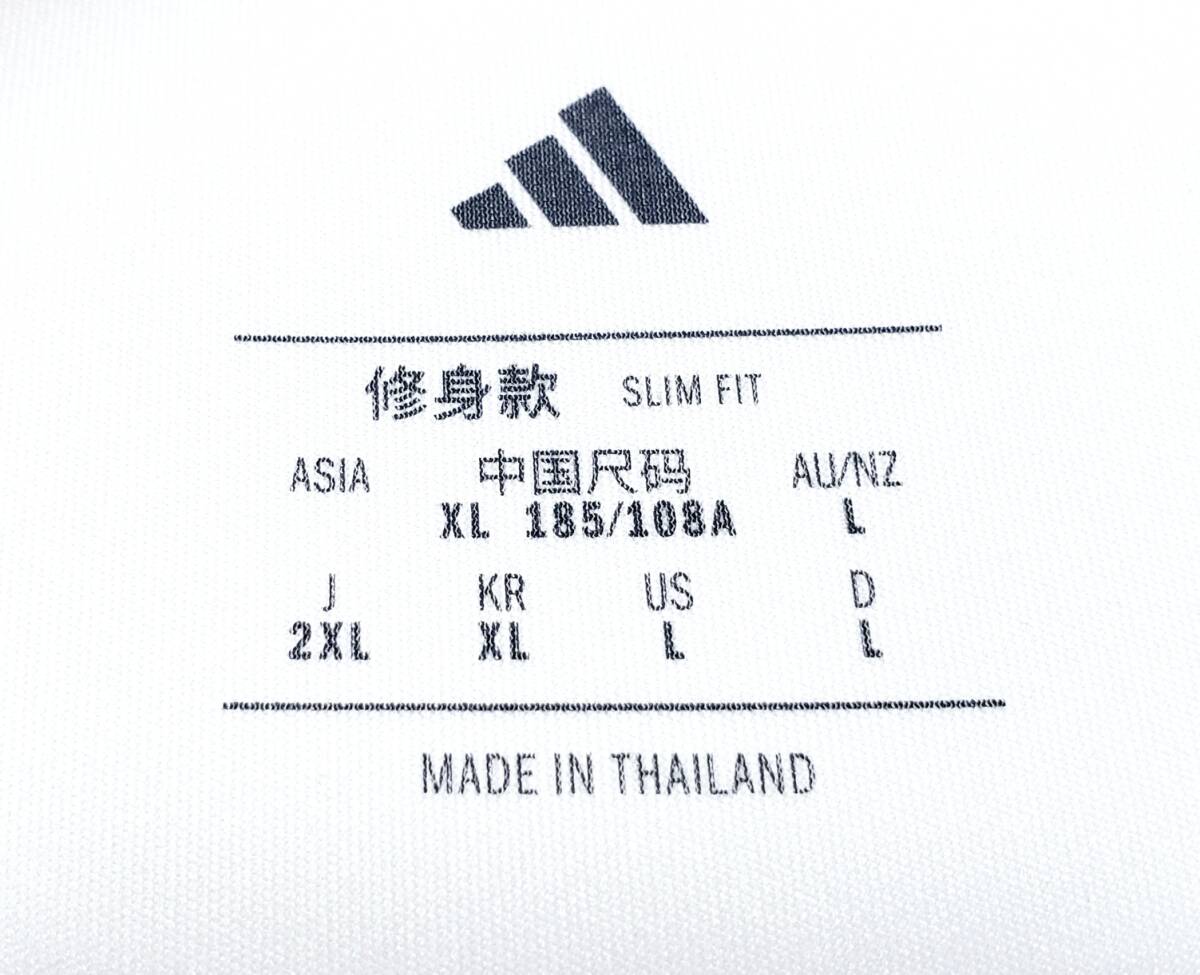 修身款 SLIM FIT
ASIA 中国尺码 AU/NZ
XL 185/108A L
J KR US D
2XL XL L L
MADE IN THAILAND